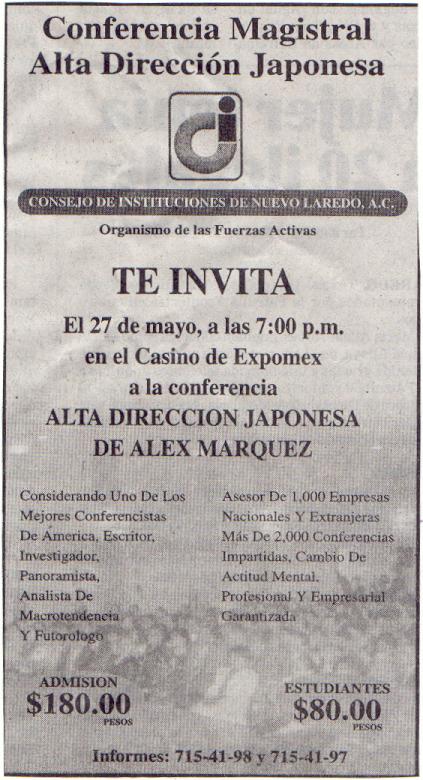 Conferencia Magistral
Alta Dirección Japonesa
CONSEJO DE INSTITUCIONES DE NUEVO LAREDO, A.C.
Organismo de las Fuerzas Activas
TE INVITA
El 27 de mayo, a las 7:00 p.m.
en el Casino de Expomex
a la conferencia
ALTA DIRECCION JAPONESA
DE ALEX MARQUEZ
Considerando Uno De Los
Mejores Conferencistas
De América, Escritor,
Investigador,
Panoramista,
Analista De
Macrotendencia
Y Futorologo
Asesor De 1,000 Empresas
Nacionales Y Extranjeras
Más De 2,000 Conferencias
Impartidas, Cambio De
Actitud Mental,
Profesional Y Empresarial
Garantizada
ADMISION
$180.00
PESOS
ESTUDIANTES
$80.00
PESOS
Informes: 715-41-98 y 715-41-97